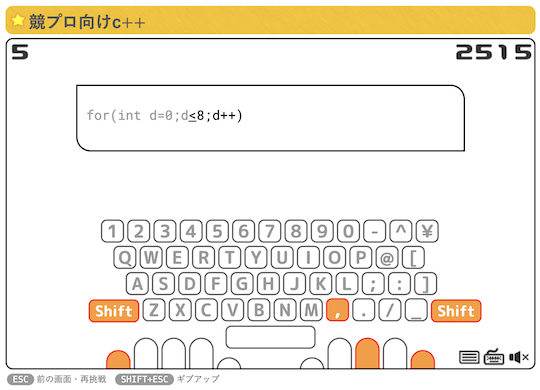 競プロ向けc++
5 2515
for(int d=0;d<8;d++)
1 2 3 4 5 6 7 8 9 0 - ^ ¥
Q W E R T Y U I O P @ [
A S D F G H J K L ; : ]
Shift Z X C V B N M , . / _ Shift
ESC 前の画面・再挑戦 SHIFT+ESC ギブアップ